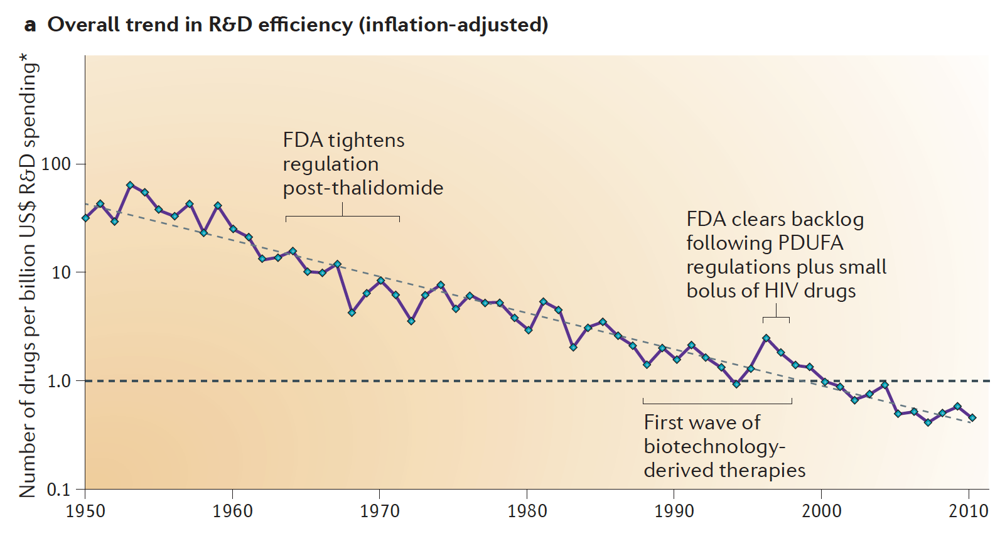 a Overall trend in R&D efficiency (inflation-adjusted)
Number of drugs per billion US$ R&D spending*
100
10
1.0
0.1
FDA tightens
regulation
post-thalidomide
FDA clears backlog
following PDUFA
regulations plus small
bolus of HIV drugs
First wave of
biotechnology-
derived therapies
1950 1960 1970 1980 1990 2000 2010